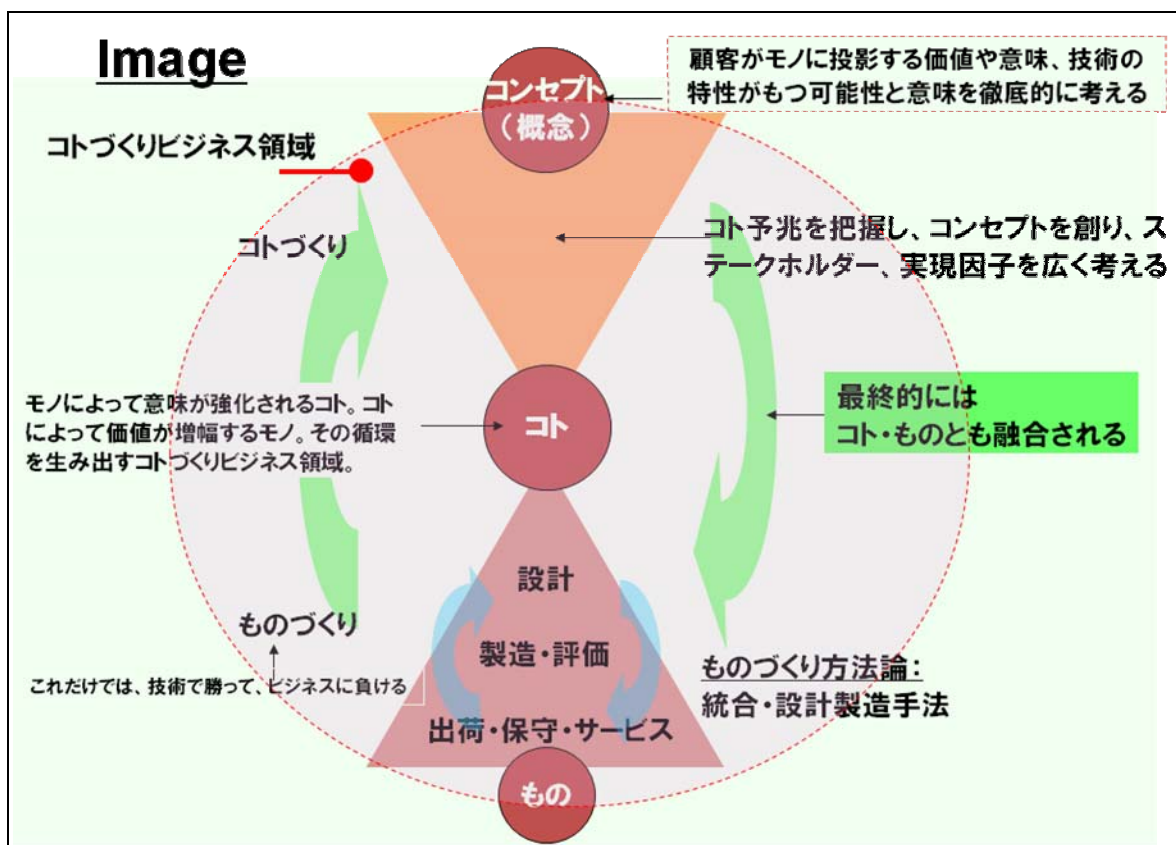 Image
コンセプト
（概念）
顧客がモノに投影する価値や意味、技術の
特性がもつ可能性と意味を徹底的に考える
コトづくりビジネス領域
コトづくり
コト予兆を把握し、コンセプトを創り、ス
テークホルダー、実現因子を広く考える
モノによって意味が強化されるコト。コト
によって価値が増幅するモノ。その循環
を生み出すコトづくりビジネス領域。
コト
最終的には
コト・ものとも融合される
設計
製造・評価
出荷・保守・サービス
ものづくり
これだけでは、技術で勝って、ビジネスに負ける
ものづくり方法論：
統合・設計製造手法
もの